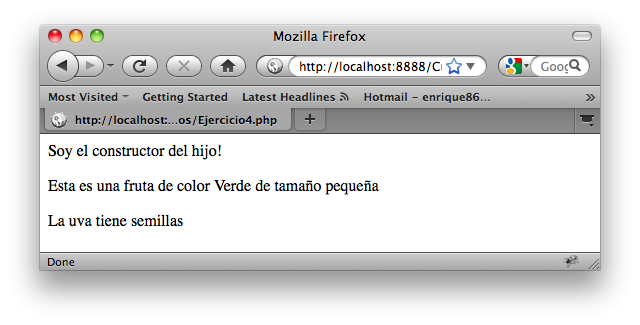 Mozilla Firefox
http://localhost:8888/C
Goog
Most Visited Getting Started Latest Headlines Hotmail - enrique86... »
http://localhost:...os/Ejercicio4.php +
Soy el constructor del hijo!
Esta es una fruta de color Verde de tamaño pequeña
La uva tiene semillas
Done